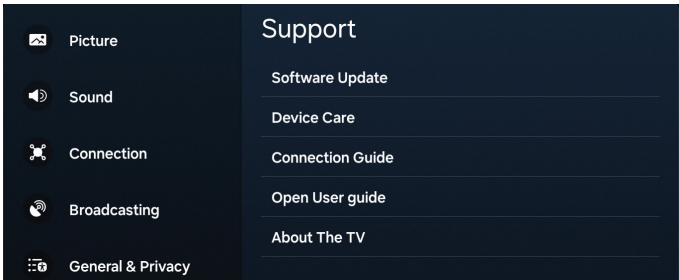 Picture
Sound
Connection
Broadcasting
General & Privacy
Support
Software Update
Device Care
Connection Guide
Open User guide
About The TV